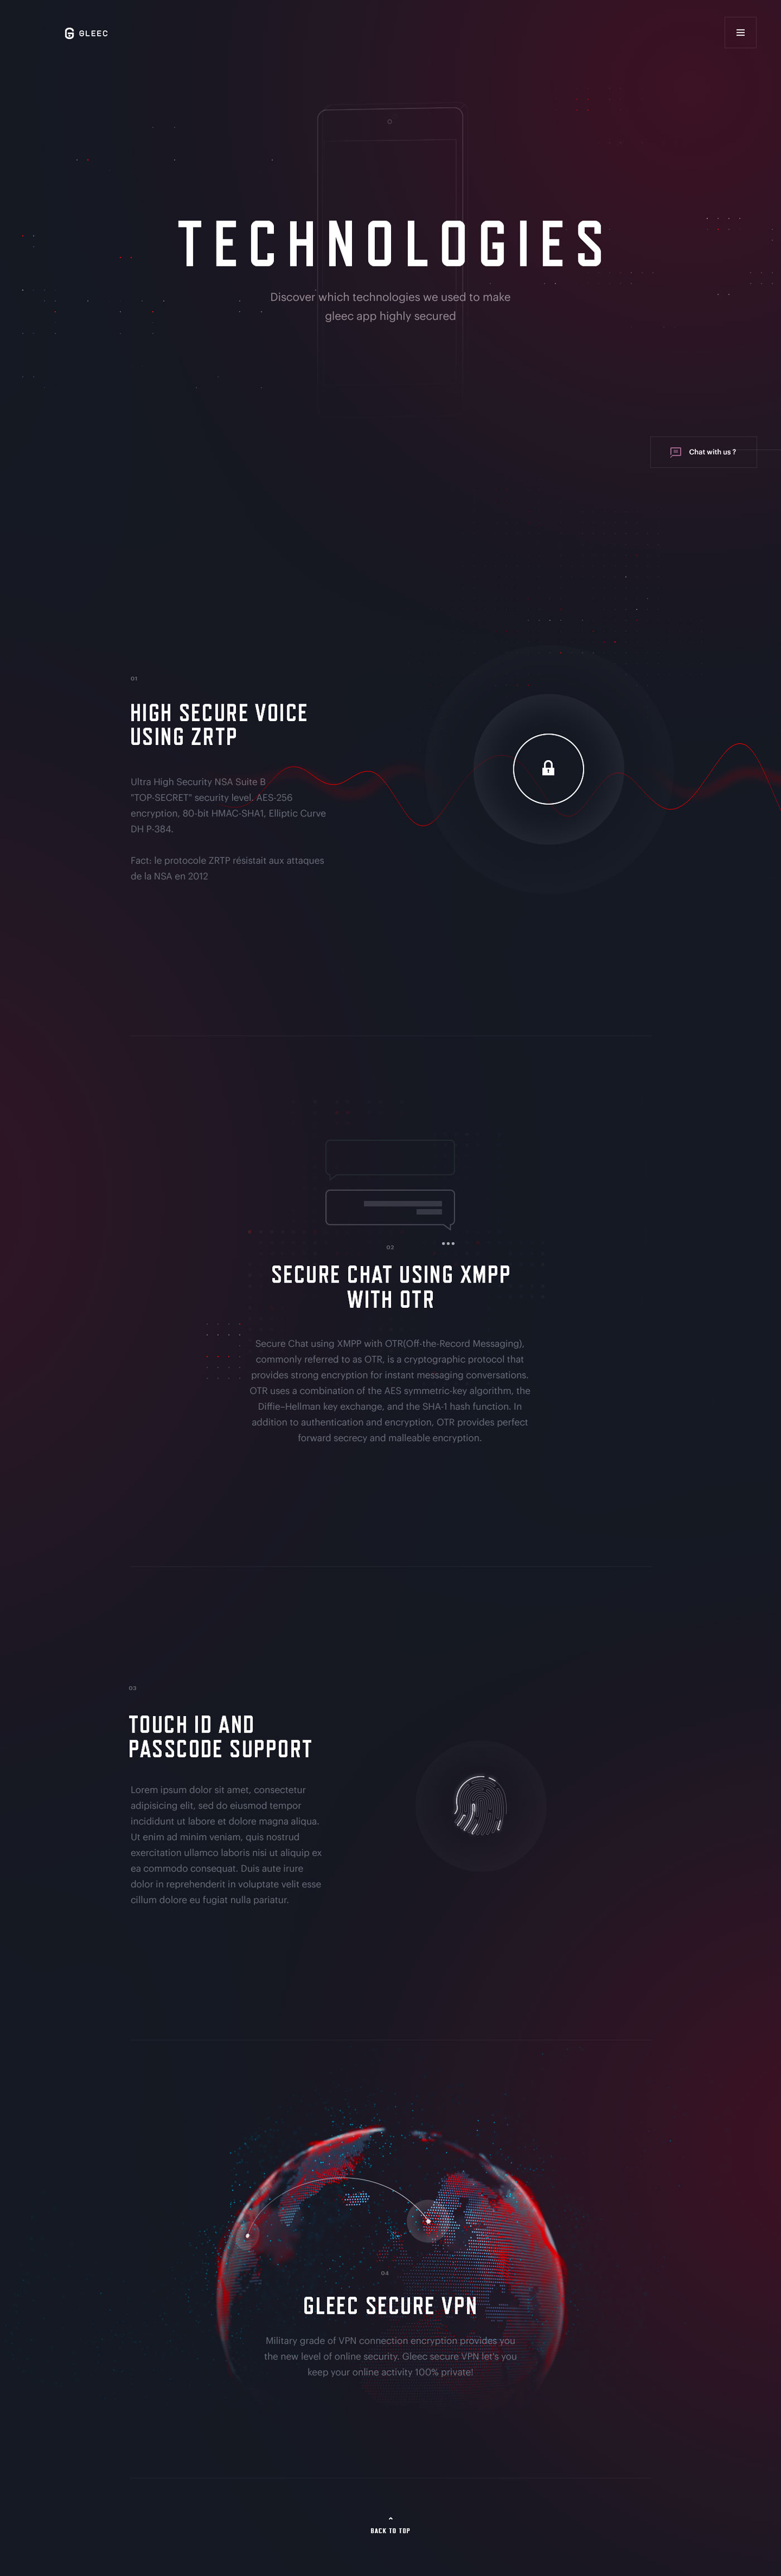 GLEEC
TECHNOLOGIES
Discover which technologies we used to make
gleec app highly secured
Chat with us ?
01
HIGH SECURE VOICE
USING ZRTP
Ultra High Security NSA Suite B
"TOP-SECRET" security level. AES-256
encryption, 80-bit HMAC-SHA1, Elliptic Curve
DH P-384.
Fact: le protocole ZRTP résistait aux attaques
de la NSA en 2012
02
SECURE CHAT USING XMPP
WITH OTR
Secure Chat using XMPP with OTR(Off-the-Record Messaging),
commonly referred to as OTR, is a cryptographic protocol that
provides strong encryption for instant messaging conversations.
OTR uses a combination of the AES symmetric-key algorithm, the
Diffie–Hellman key exchange, and the SHA-1 hash function. In
addition to authentication and encryption, OTR provides perfect
forward secrecy and malleable encryption.
03
TOUCH ID AND
PASSCODE SUPPORT
Lorem ipsum dolor sit amet, consectetur
adipisicing elit, sed do eiusmod tempor
incididunt ut labore et dolore magna aliqua.
Ut enim ad minim veniam, quis nostrud
exercitation ullamco laboris nisi ut aliquip ex
ea commodo consequat. Duis aute irure
dolor in reprehenderit in voluptate velit esse
cillum dolore eu fugiat nulla pariatur.
04
GLEEC SECURE VPN
Military grade of VPN connection encryption provides you
the new level of online security. Gleec secure VPN let's you
keep your online activity 100% private!
BACK TO TOP